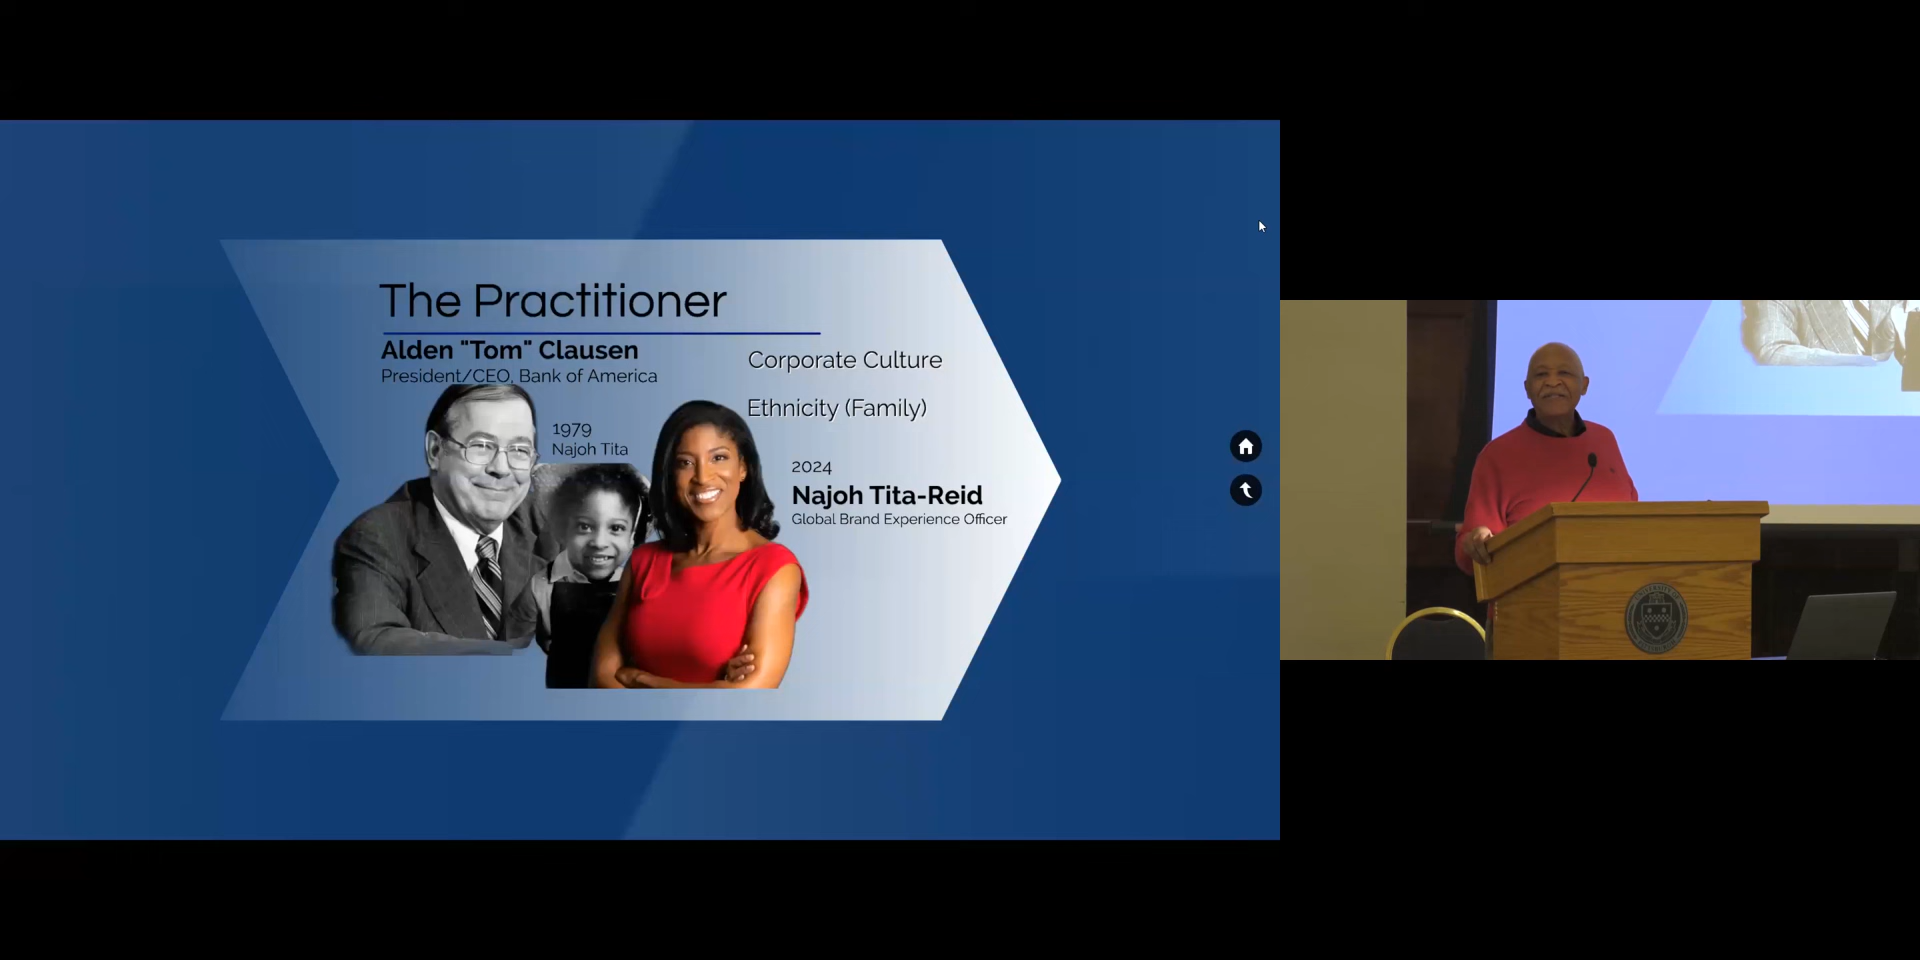 The Practitioner
Alden "Tom" Clausen
President/CEO, Bank of America
Corporate Culture
Ethnicity (Family)
1979
Najoh Tita
2024
Najoh Tita-Reid
Global Brand Experience Officer